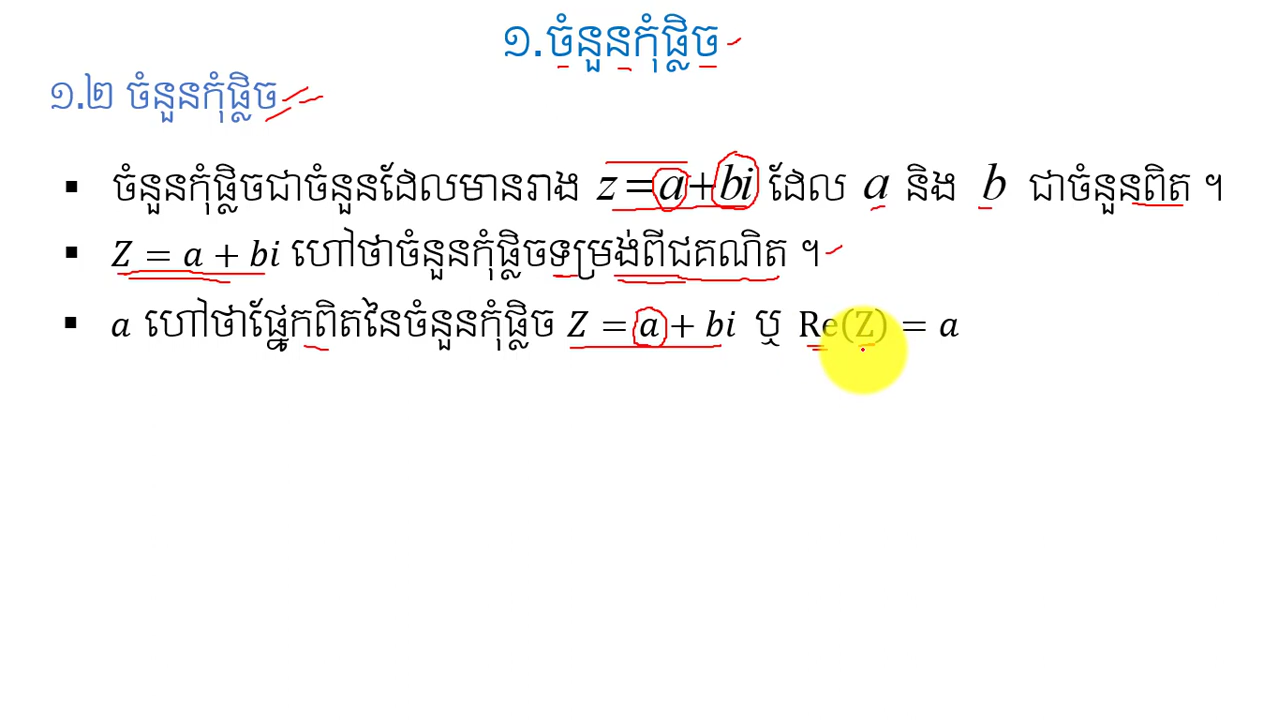 ១.ចំនួនកុំផ្លិច
១.២ ចំនួនកុំផ្លិច
▪ ចំនួនកុំផ្លិចជាចំនួនដែលមានរាង z=a+bi ដែល a និង b ជាចំនួនពិត ។
▪ Z = a + bi ហៅថាចំនួនកុំផ្លិចទម្រង់ពីជគណិត ។
▪ a ហៅថាផ្នែកពិតនៃចំនួនកុំផ្លិច Z = a + bi ឬ Re(Z) = a